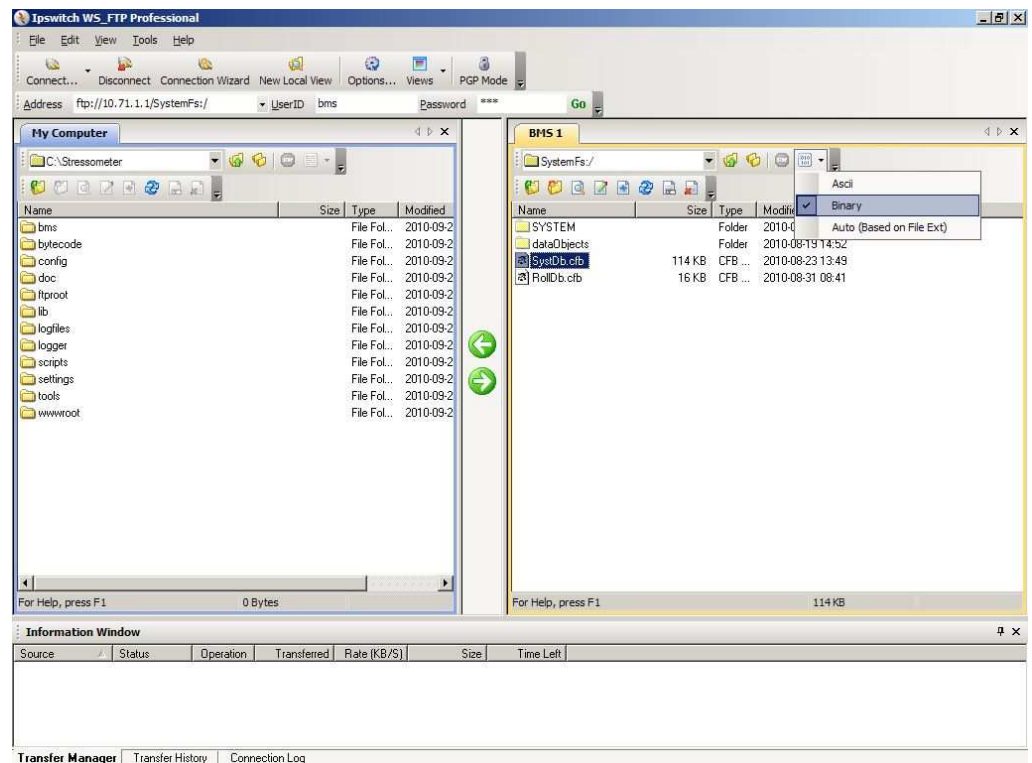 Ipswitch WS_FTP Professional
File Edit View Tools Help
Connect... Disconnect Connection Wizard New Local View Options... Views PGP Mode
Address ftp://10.71.1.1/SystemFs:/ UserID bms Password *** Go
My Computer
C:\Stressometer
Name Size Type Modified
bms File Fol... 2010-09-2
bytecode File Fol... 2010-09-2
config File Fol... 2010-09-2
doc File Fol... 2010-09-2
ftproot File Fol... 2010-09-2
lib File Fol... 2010-09-2
logfiles File Fol... 2010-09-2
logger File Fol... 2010-09-2
scripts File Fol... 2010-09-2
settings File Fol... 2010-09-2
tools File Fol... 2010-09-2
wwwroot File Fol... 2010-09-2
For Help, press F1 0 Bytes
BMS 1
SystemFs:/
Ascii
Binary
Auto (Based on File Ext)
Name Size Type Modifie
SYSTEM Folder 2010-0
dataObjects Folder 2010-08-19 14:52
SystDb.cfb 114 KB CFB ... 2010-08-23 13:49
RollDb.cfb 16 KB CFB ... 2010-08-31 08:41
For Help, press F1 114 KB
Information Window
Source Status Operation Transferred Rate (KB/S) Size Time Left
Transfer Manager Transfer History Connection Log